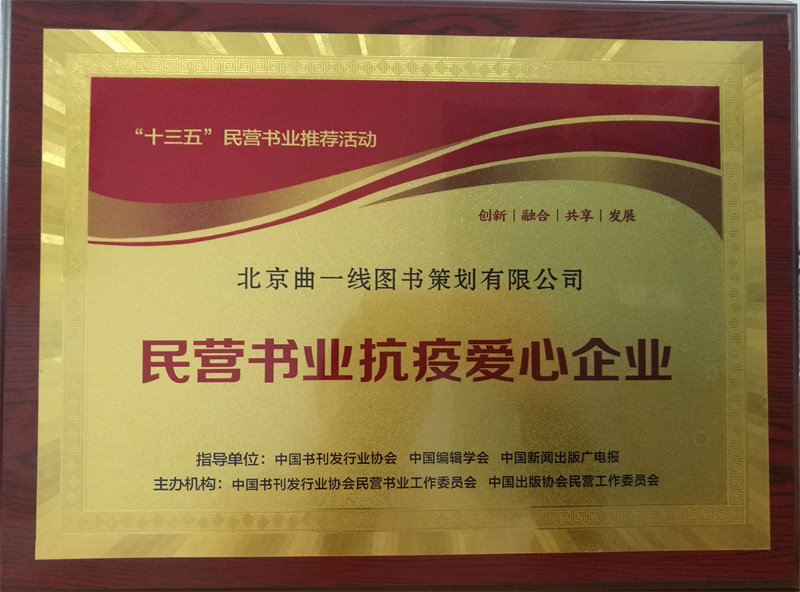 “十三五”民营书业推荐活动
创新｜融合｜共享｜发展
北京曲一线图书策划有限公司
民营书业抗疫爱心企业
指导单位：中国书刊发行业协会 中国编辑学会 中国新闻出版广电报
主办机构：中国书刊发行业协会民营书业工作委员会 中国出版协会民营工作委员会